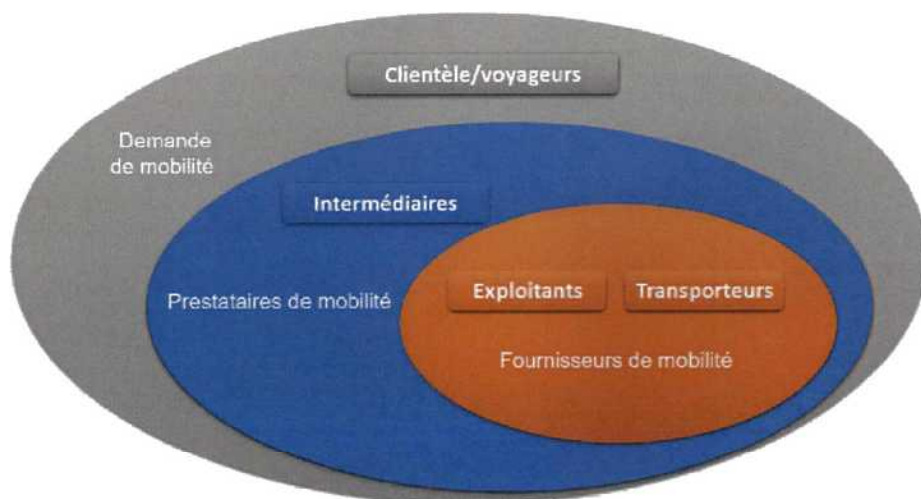 Clientèle/voyageurs
Demande
de mobilité
Intermédiaires
Prestataires de mobilité
Exploitants
Transporteurs
Fournisseurs de mobilité